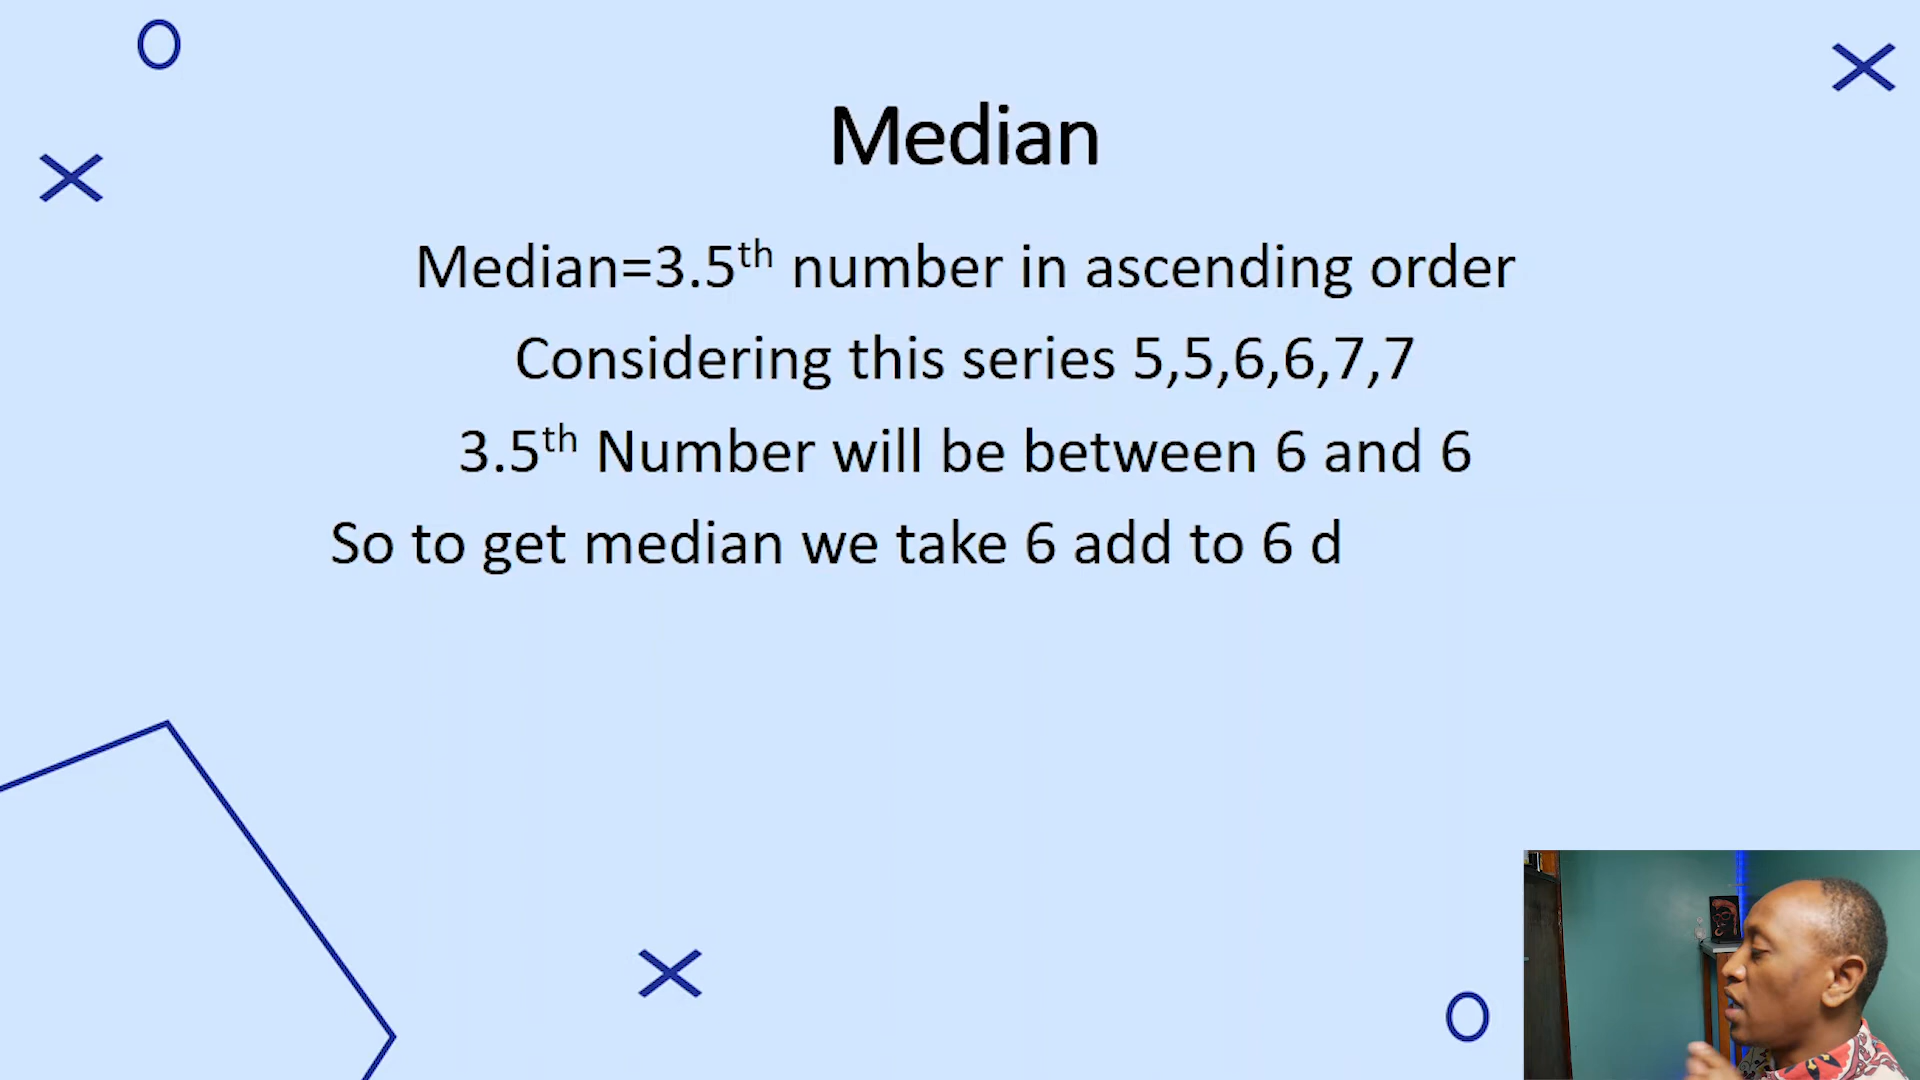 Median
Median=3.5th number in ascending order
Considering this series 5,5,6,6,7,7
3.5th Number will be between 6 and 6
So to get median we take 6 add to 6 d